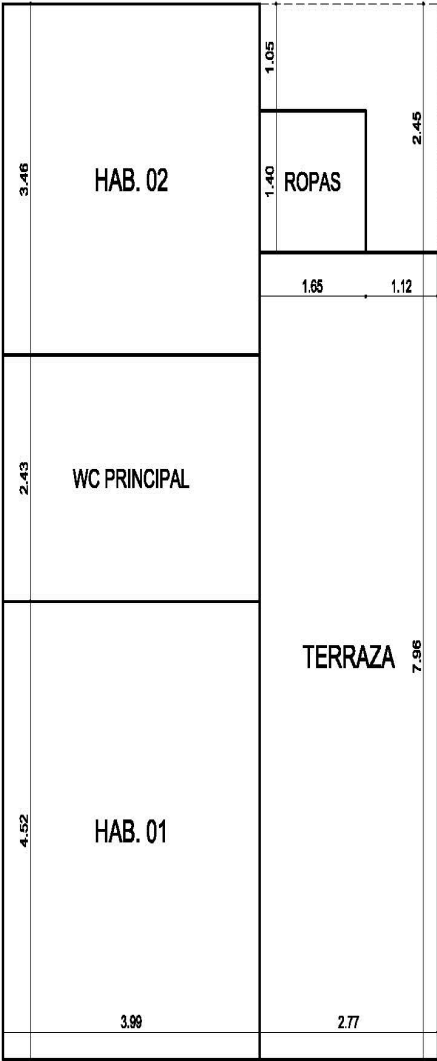 1.05
2.45
3.46
HAB. 02
1.40
ROPAS
1.65
1.12
2.43
WC PRINCIPAL
TERRAZA
7.96
4.52
HAB. 01
3.99
2.77